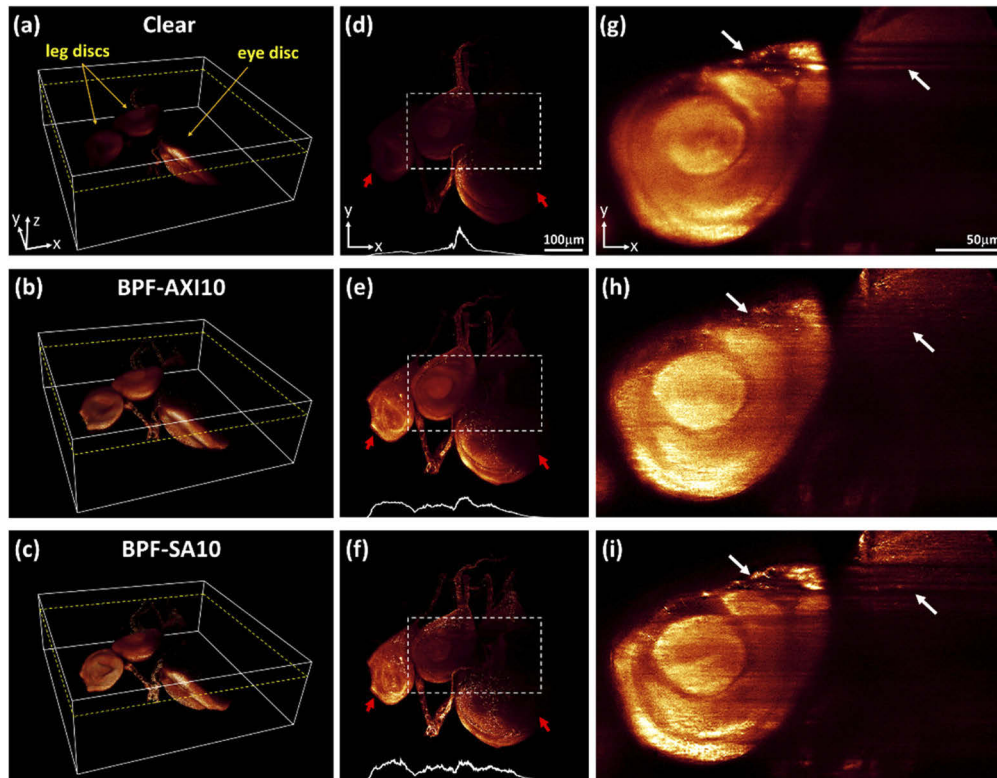 (a) Clear
leg discs
eye disc
y
z
x
(d)
y
x
100μm
(g)
y
x
50μm
(b) BPF-AXI10
(e)
(h)
(c) BPF-SA10
(f)
(i)